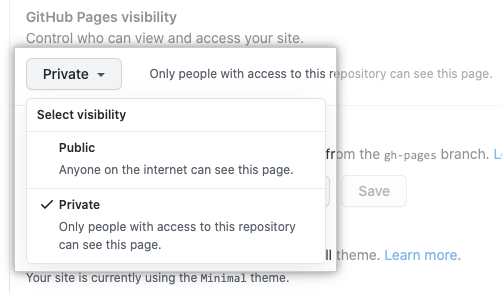 GitHub Pages visibility
Control who can view and access your site.
Private
Only people with access to this repository can see this page.
Select visibility
Public
Anyone on the internet can see this page.
Private
Only people with access to this repository
can see this page.
from the gh-pages branch. L
Save
ll theme. Learn more.
Your site is currently using the Minimal theme.